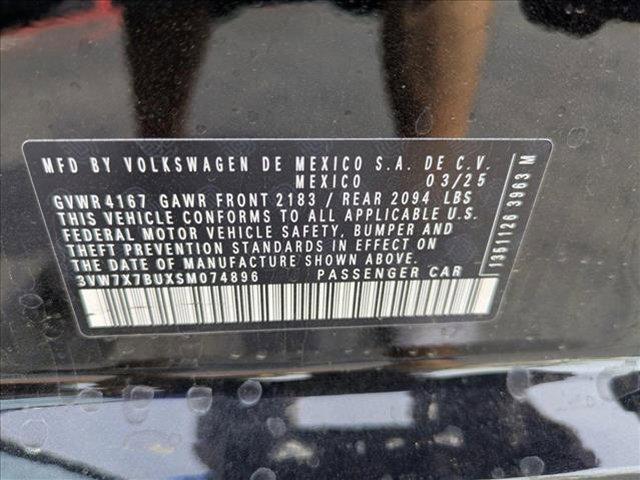 MFD BY VOLKSWAGEN DE MEXICO S.A. DE C.V.
MEXICO 03/25
GVWR4167 GAWR FRONT 2183 / REAR 2094 LBS
THIS VEHICLE CONFORMS TO ALL APPLICABLE U.S.
FEDERAL MOTOR VEHICLE SAFETY, BUMPER AND
THEFT PREVENTION STANDARDS IN EFFECT ON
THE DATE OF MANUFACTURE SHOWN ABOVE.
3VW7X7BUXSM074896 PASSENGER CAR
1351126 3963 M